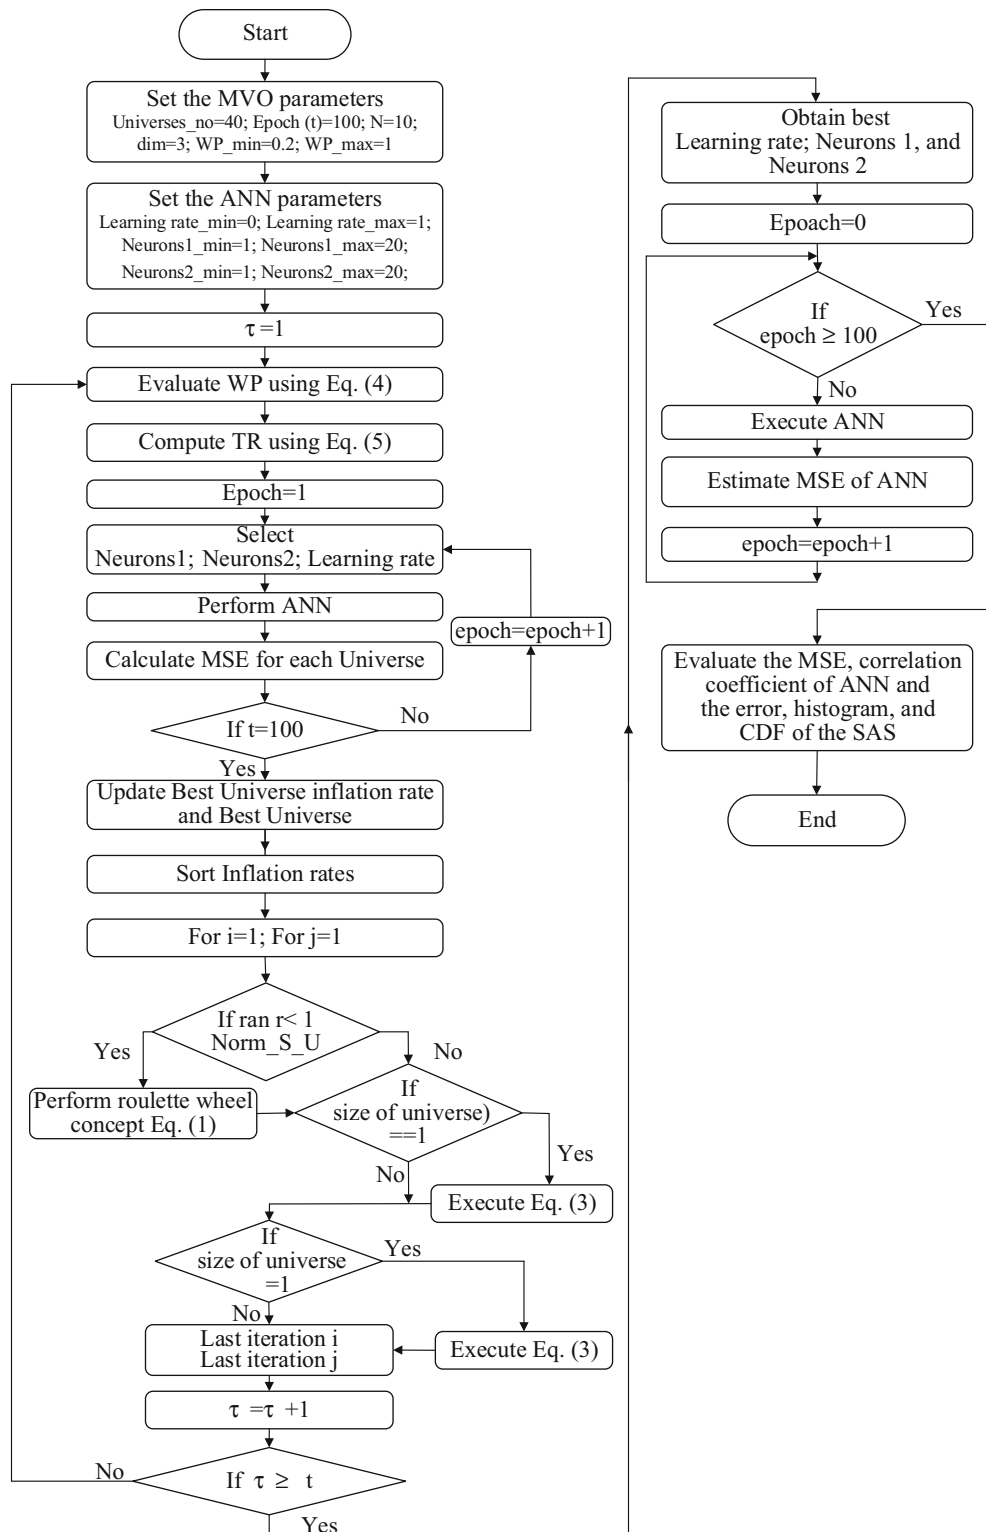 Start
Set the MVO parameters
Universes_no=40; Epoch (t)=100; N=10;
dim=3; WP_min=0.2; WP_max=1
Set the ANN parameters
Learning rate_min=0; Learning rate_max=1;
Neurons1_min=1; Neurons1_max=20;
Neurons2_min=1; Neurons2_max=20;
τ =1
Evaluate WP using Eq. (4)
Compute TR using Eq. (5)
Epoch=1
Select
Neurons1; Neurons2; Learning rate
Perform ANN
epoch=epoch+1
Calculate MSE for each Universe
If t=100
No
Yes
Update Best Universe inflation rate
and Best Universe
Sort Inflation rates
For i=1; For j=1
If ran r< 1
Norm_S_U
Yes
No
Perform roulette wheel
concept Eq. (1)
If
size of universe)
==1
Yes
No
Execute Eq. (3)
If
size of universe
=1
Yes
No
Last iteration i
Last iteration j
Execute Eq. (3)
τ =τ +1
If τ ≥ t
No
Yes
Obtain best
Learning rate; Neurons 1, and
Neurons 2
Epoach=0
If
epoch ≥ 100
Yes
No
Execute ANN
Estimate MSE of ANN
epoch=epoch+1
Evaluate the MSE, correlation
coefficient of ANN and
the error, histogram, and
CDF of the SAS
End